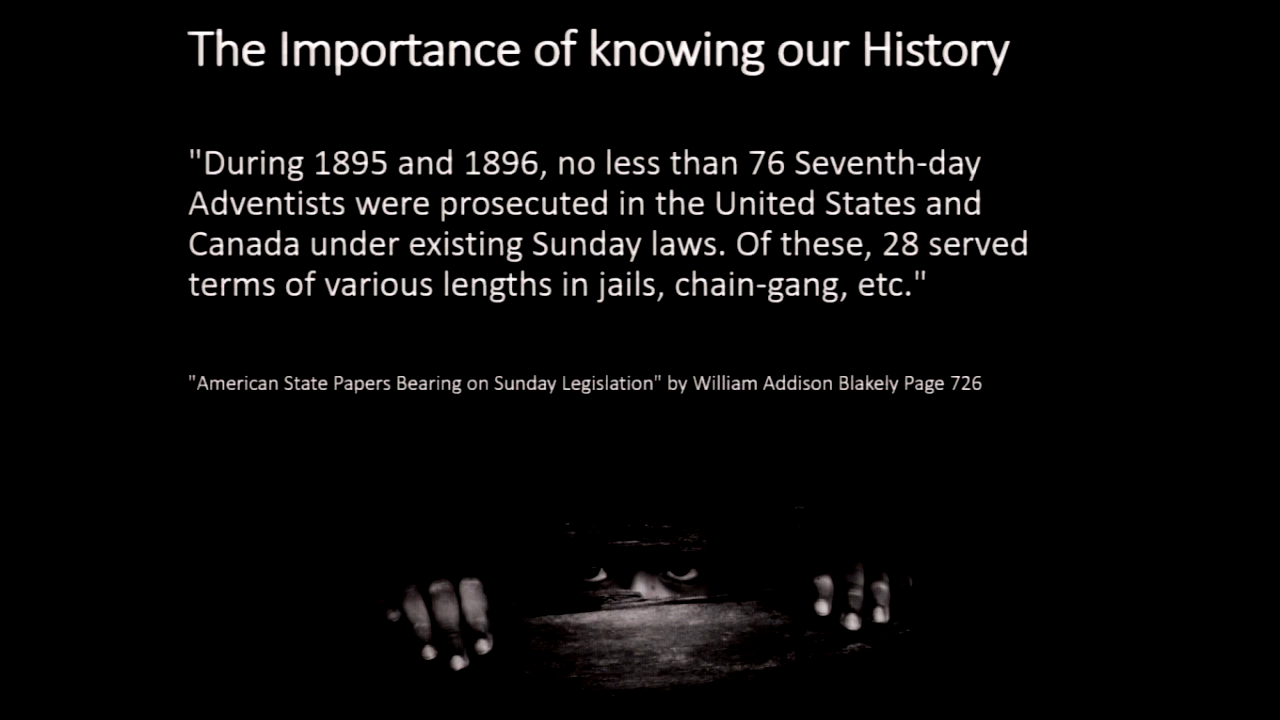 The Importance of knowing our History
"During 1895 and 1896, no less than 76 Seventh-day
Adventists were prosecuted in the United States and
Canada under existing Sunday laws. Of these, 28 served
terms of various lengths in jails, chain-gang, etc."
"American State Papers Bearing on Sunday Legislation" by William Addison Blakely Page 726